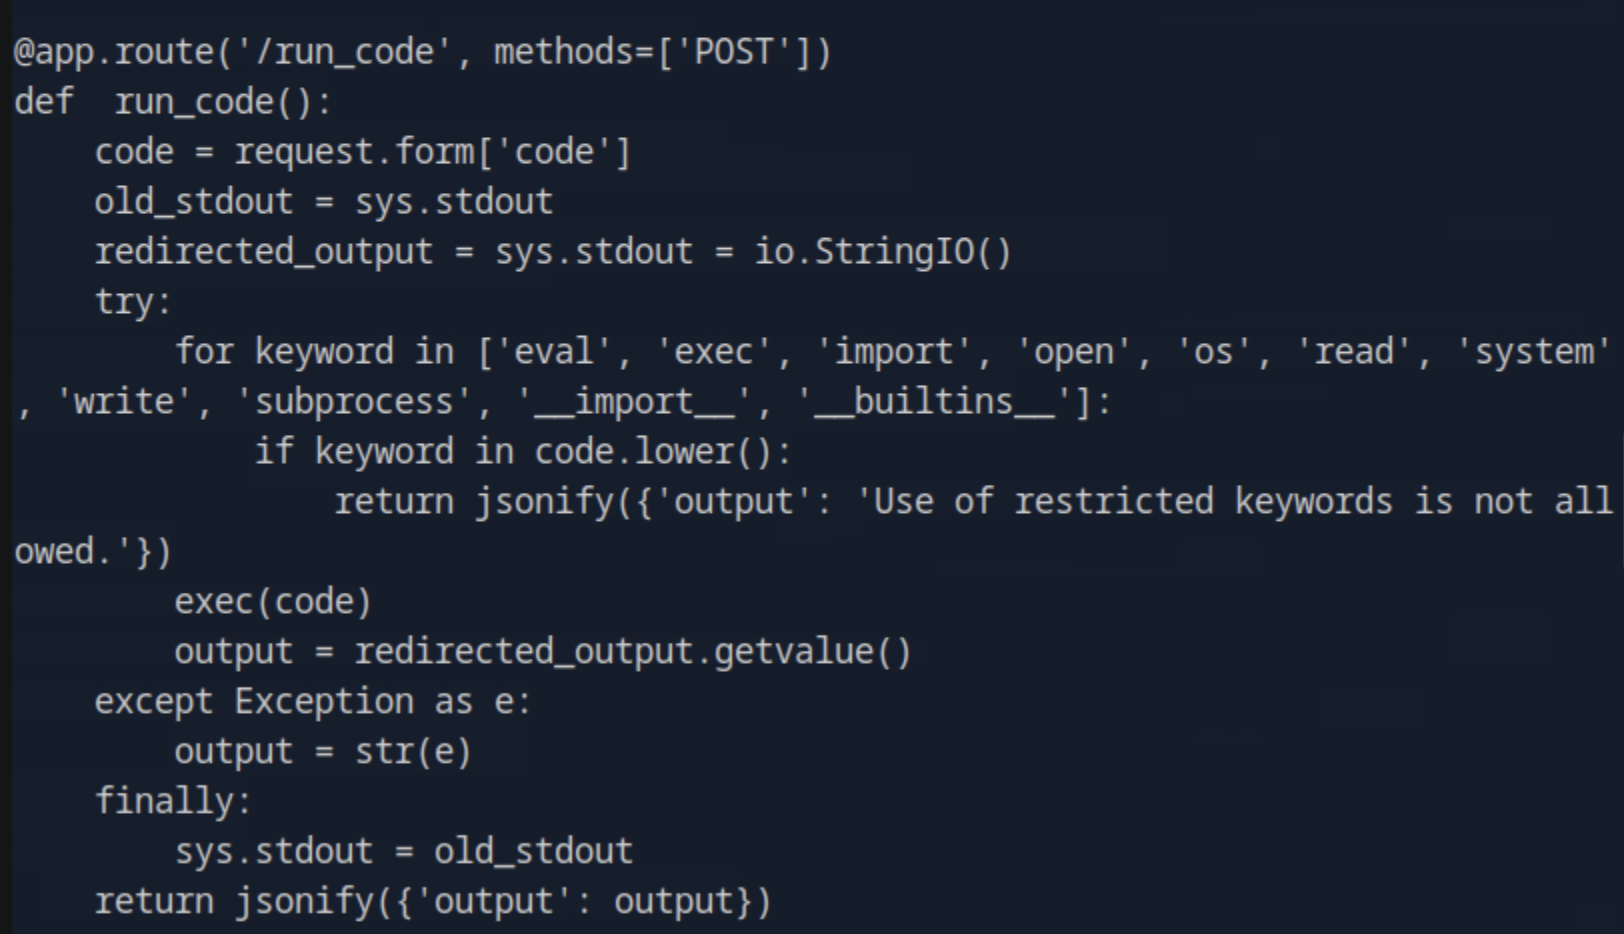 @app.route('/run_code', methods=['POST'])
def  run_code():
    code = request.form['code']
    old_stdout = sys.stdout
    redirected_output = sys.stdout = io.StringIO()
    try:
        for keyword in ['eval', 'exec', 'import', 'open', 'os', 'read', 'system'
, 'write', 'subprocess', '__import__', '__builtins__']:
            if keyword in code.lower():
                return jsonify({'output': 'Use of restricted keywords is not all
owed.'})
        exec(code)
        output = redirected_output.getvalue()
    except Exception as e:
        output = str(e)
    finally:
        sys.stdout = old_stdout
    return jsonify({'output': output})